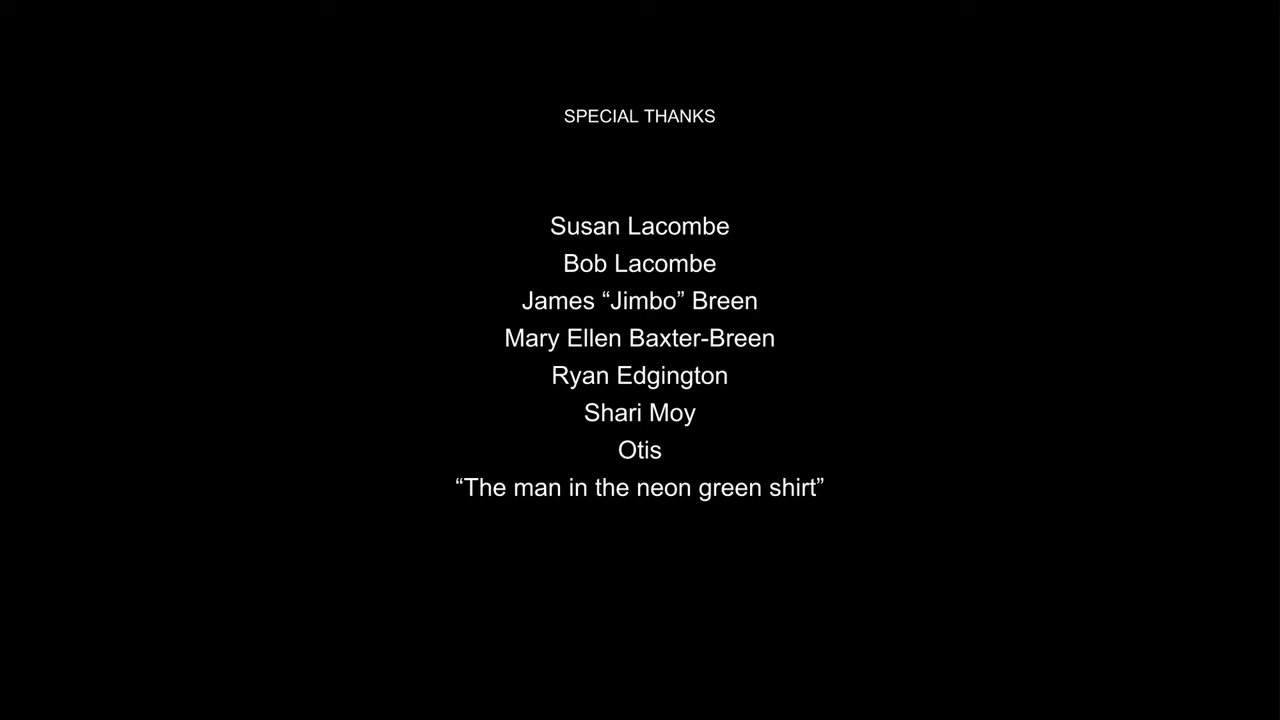 SPECIAL THANKS
Susan Lacombe
Bob Lacombe
James “Jimbo” Breen
Mary Ellen Baxter-Breen
Ryan Edgington
Shari Moy
Otis
“The man in the neon green shirt”